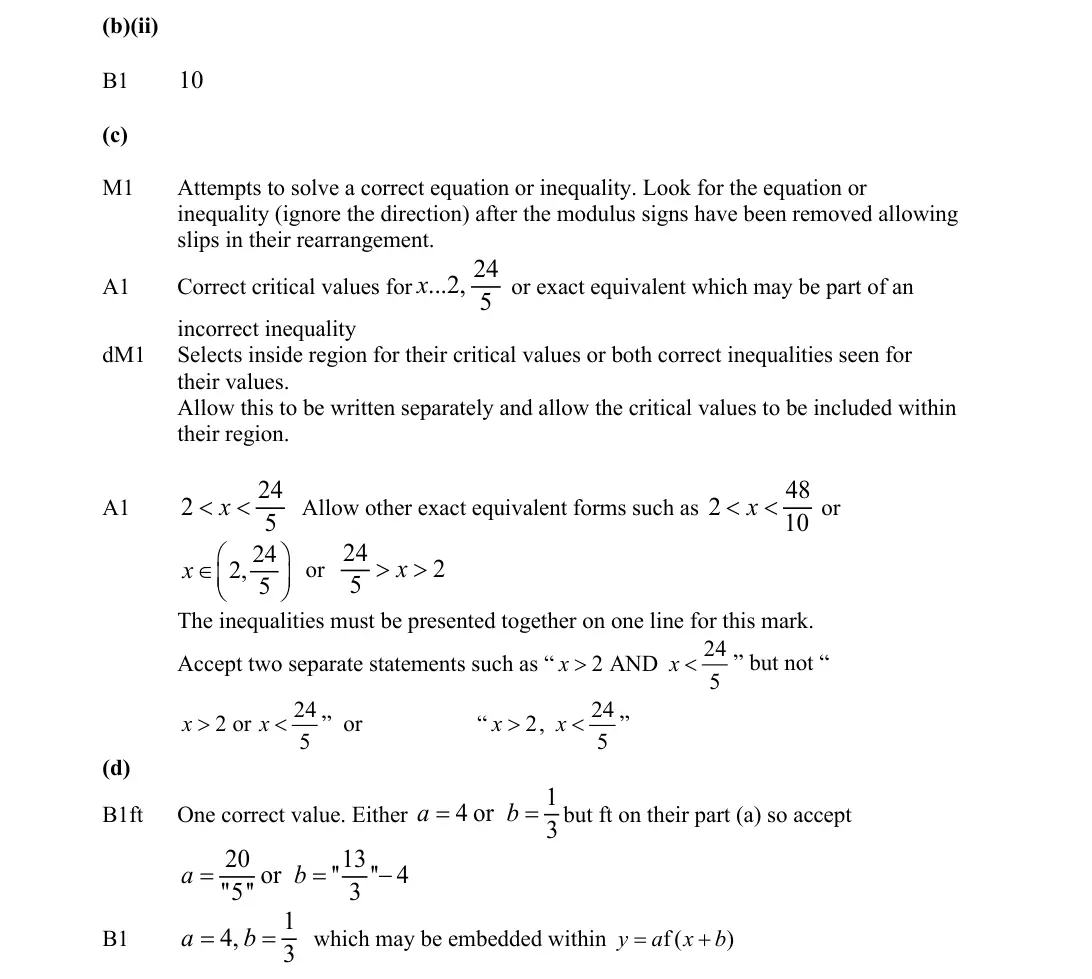 (b)(ii)
B1 10
(c)
M1 Attempts to solve a correct equation or inequality. Look for the equation or
inequality (ignore the direction) after the modulus signs have been removed allowing
slips in their rearrangement.
A1 Correct critical values for x...2, 24/5 or exact equivalent which may be part of an
incorrect inequality
dM1 Selects inside region for their critical values or both correct inequalities seen for
their values.
Allow this to be written separately and allow the critical values to be included within
their region.
A1 2 < x < 24/5 Allow other exact equivalent forms such as 2 < x < 48/10 or
x ∈ (2, 24/5) or 24/5 > x > 2
The inequalities must be presented together on one line for this mark.
Accept two separate statements such as “ x > 2 AND x < 24/5 ” but not “
x > 2 or x < 24/5 ” or “ x > 2, x < 24/5 ”
(d)
B1ft One correct value. Either a = 4 or b = 1/3 but ft on their part (a) so accept
a = 20/"5" or b = "13/3" − 4
B1 a = 4, b = 1/3 which may be embedded within y = af(x + b)